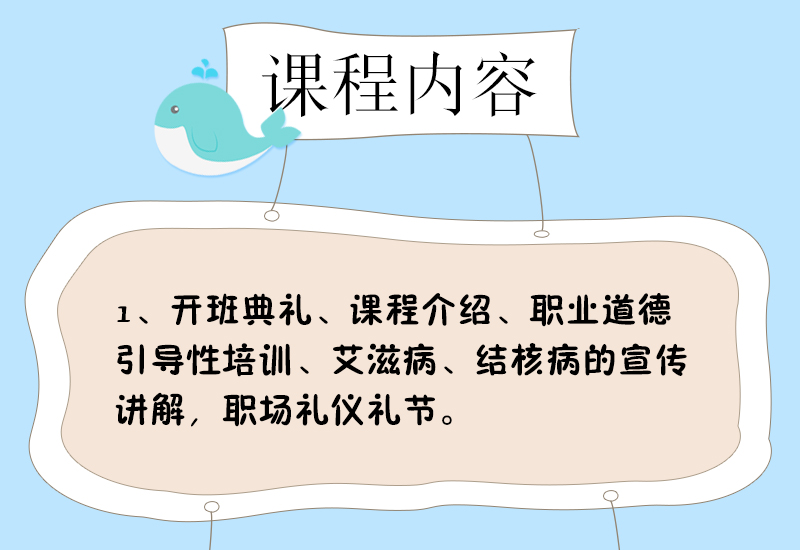 课程内容
1、开班典礼、课程介绍、职业道德
引导性培训、艾滋病、结核病的宣传
讲解，职场礼仪礼节。